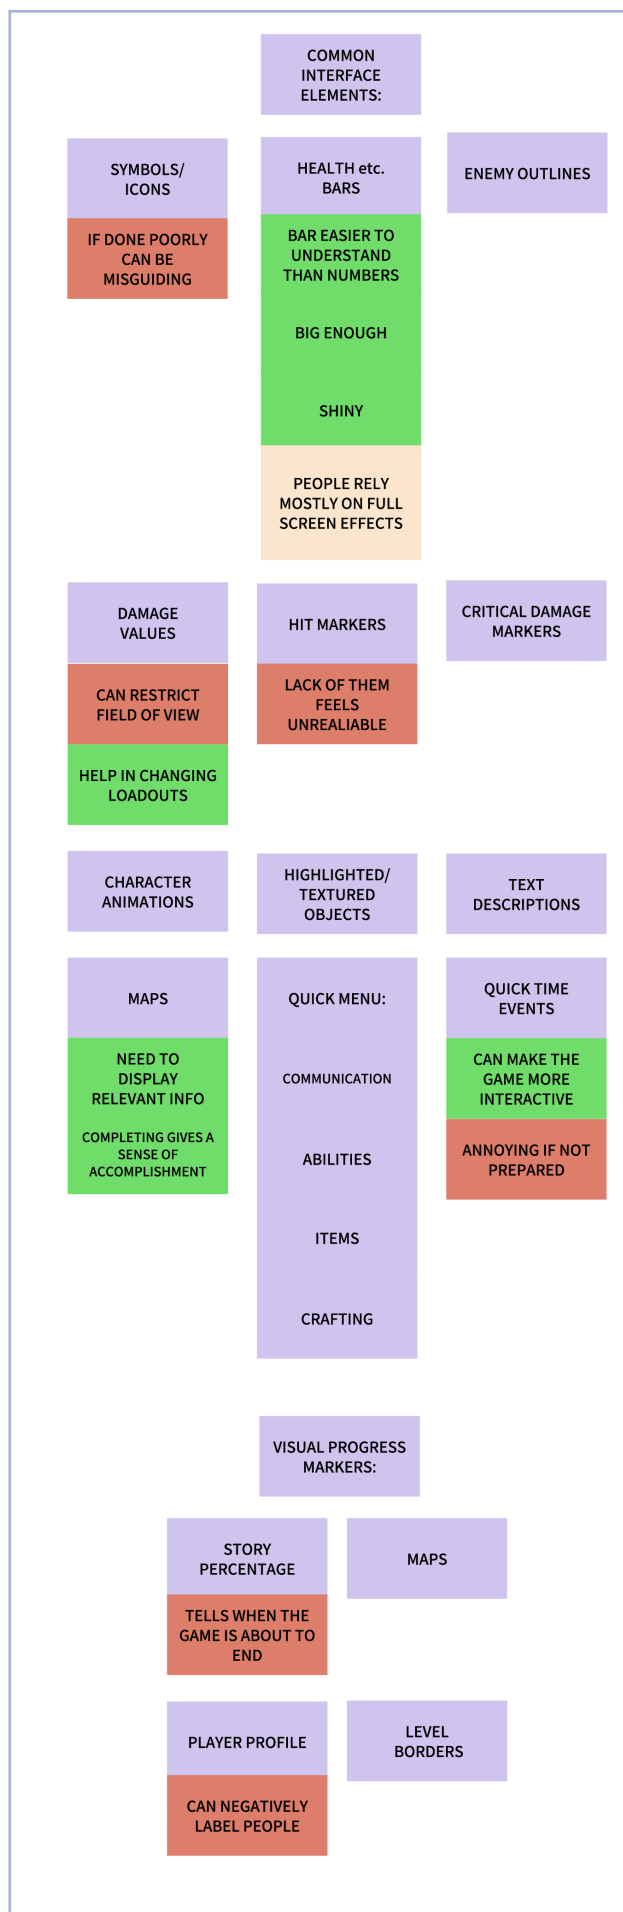 COMMON
INTERFACE
ELEMENTS:
SYMBOLS/
ICONS
IF DONE POORLY
CAN BE
MISGUIDING
HEALTH etc.
BARS
BAR EASIER TO
UNDERSTAND
THAN NUMBERS
BIG ENOUGH
SHINY
PEOPLE RELY
MOSTLY ON FULL
SCREEN EFFECTS
ENEMY OUTLINES
DAMAGE
VALUES
CAN RESTRICT
FIELD OF VIEW
HELP IN CHANGING
LOADOUTS
HIT MARKERS
LACK OF THEM
FEELS
UNREALIABLE
CRITICAL DAMAGE
MARKERS
CHARACTER
ANIMATIONS
HIGHLIGHTED/
TEXTURED
OBJECTS
TEXT
DESCRIPTIONS
MAPS
NEED TO
DISPLAY
RELEVANT INFO
COMPLETING GIVES A
SENSE OF
ACCOMPLISHMENT
QUICK MENU:
COMMUNICATION
ABILITIES
ITEMS
CRAFTING
QUICK TIME
EVENTS
CAN MAKE THE
GAME MORE
INTERACTIVE
ANNOYING IF NOT
PREPARED
VISUAL PROGRESS
MARKERS:
STORY
PERCENTAGE
TELLS WHEN THE
GAME IS ABOUT TO
END
MAPS
PLAYER PROFILE
CAN NEGATIVELY
LABEL PEOPLE
LEVEL
BORDERS